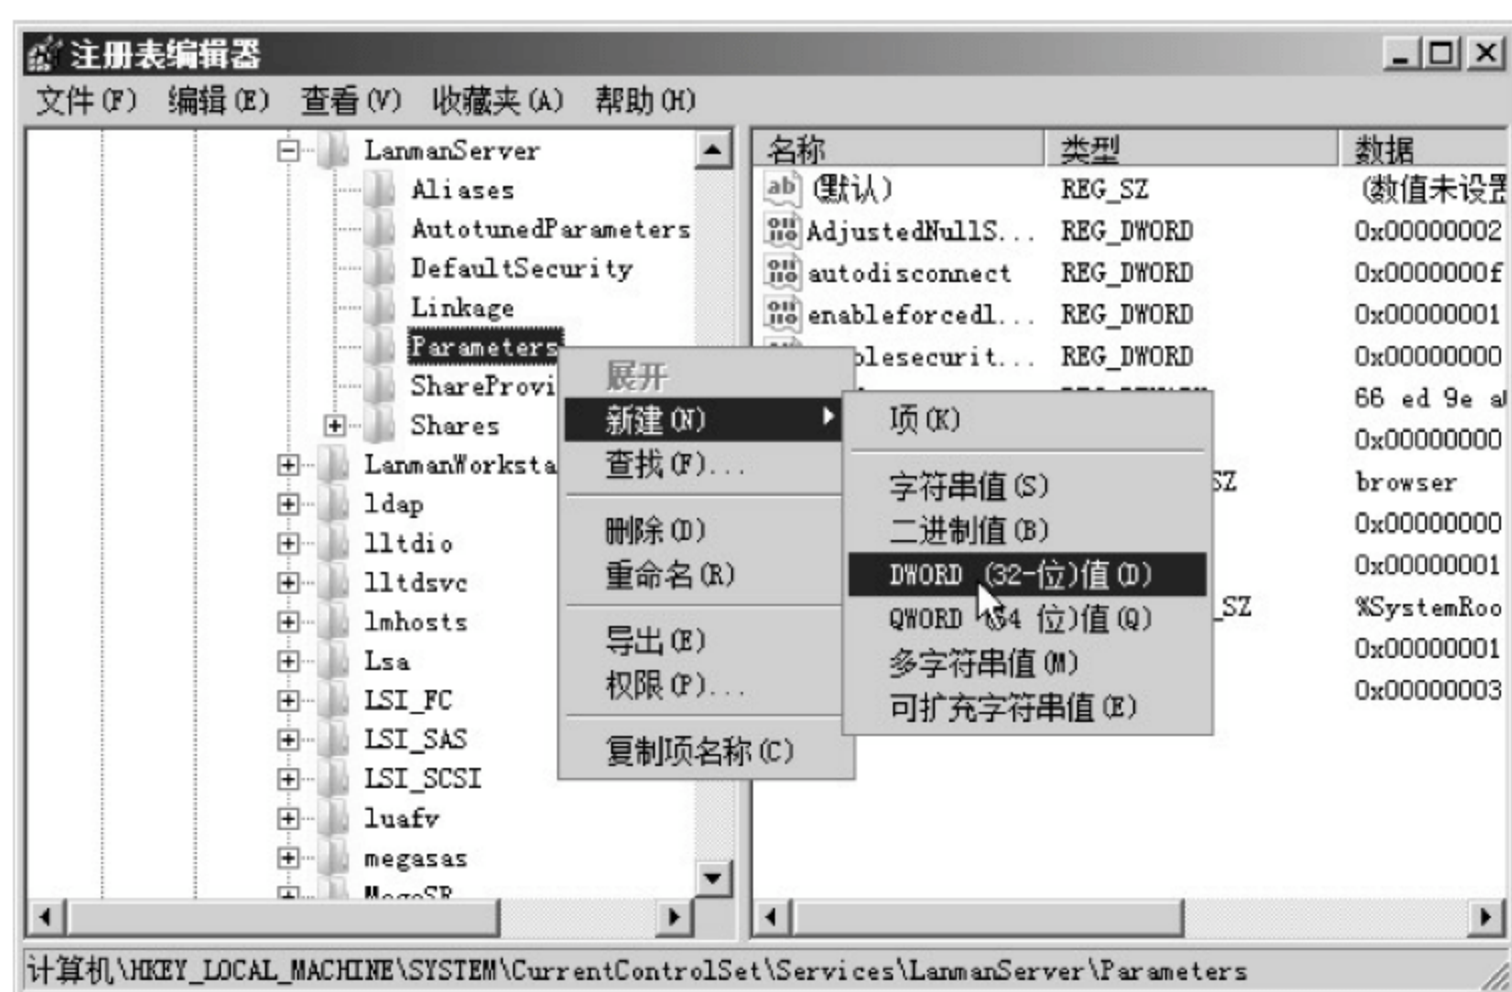 注册表编辑器
文件(F) 编辑(E) 查看(V) 收藏夹(A) 帮助(H)
LanmanServer
Aliases
AutotunedParameters
DefaultSecurity
Linkage
Parameters
ShareProvi
Shares
LanmanWorksta
ldap
lltdio
lltdsvc
lmhosts
Lsa
LSI_FC
LSI_SAS
LSI_SCSI
luafv
megasas
MegaSR
展开
新建(N)
查找(F)...
删除(D)
重命名(R)
导出(E)
权限(P)...
复制项名称(C)
项(K)
字符串值(S)
二进制值(B)
DWORD (32-位)值(D)
QWORD (64 位)值(Q)
多字符串值(M)
可扩充字符串值(E)
名称 类型 数据
(默认) REG_SZ (数值未设置
AdjustedNullS... REG_DWORD 0x00000002
autodisconnect REG_DWORD 0x0000000f
enableforcedl... REG_DWORD 0x00000001
blesecurit... REG_DWORD 0x00000000
66 ed 9e a
0x00000000
SZ browser
0x00000000
0x00000001
_SZ %SystemRoo
0x00000001
0x00000003
计算机\HKEY_LOCAL_MACHINE\SYSTEM\CurrentControlSet\Services\LanmanServer\Parameters